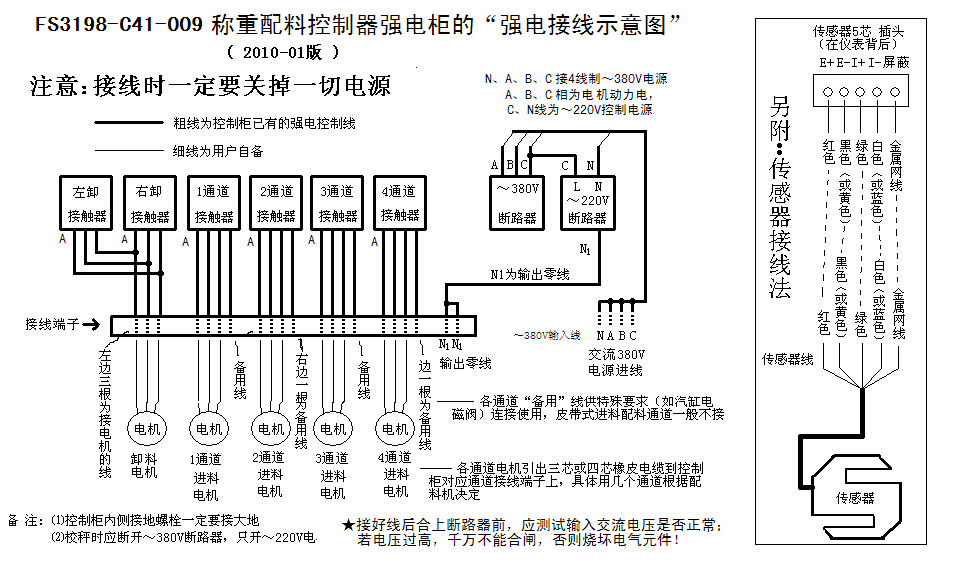 FS3198-C41-009 称重配料控制器强电柜的“强电接线示意图”
( 2010-01版 )
注意:接线时一定要关掉一切电源
N、A、B、C 接4线制～380V电源
A、B、C 相为电机动力电,
C、N线为～220V控制电源
粗线为控制柜已有的强电控制线
细线为用户自备
左卸
接触器
右卸
接触器
1通道
接触器
2通道
接触器
3通道
接触器
4通道
接触器
A
A
A
A
A
A
A B C
C
N
～380V
断路器
L N
～220V
断路器
N1
N1为输出零线
接线端子
N1 N1
输出零线
～380V输入线
N A B C
交流380V
电源进线
左边三根为接电机的线
备用线
右边一根为备用线
备用线
边一根为备用线
电机
电机
电机
电机
电机
卸料
电机
1通道
进料
电机
2通道
进料
电机
3通道
进料
电机
4通道
进料
电机
各通道“备用”线供特殊要求（如汽缸电
磁阀）连接使用，皮带式进料配料通道一般不接
各通道电机引出三芯或四芯橡皮电缆到控制
柜对应通道接线端子上，具体用几个通道根据配
料机决定
备 注: (1)控制柜内侧接地螺栓一定要接大地
(2)校秤时应断开～380V断路器，只开～220V电
★接好线后合上断路器前，应测试输入交流电压是否正常；
若电压过高，千万不能合闸，否则烧坏电气元件！
另附:传感器接线法
传感器5芯 插头
（在仪表背后）
E+ E- I+ I- 屏蔽
红色
黑色（或黄色）
绿色
白色（或蓝色）
金属网线
红色
黑色（或黄色）
绿色
白色（或蓝色）
金属网线
传感器线
传感器